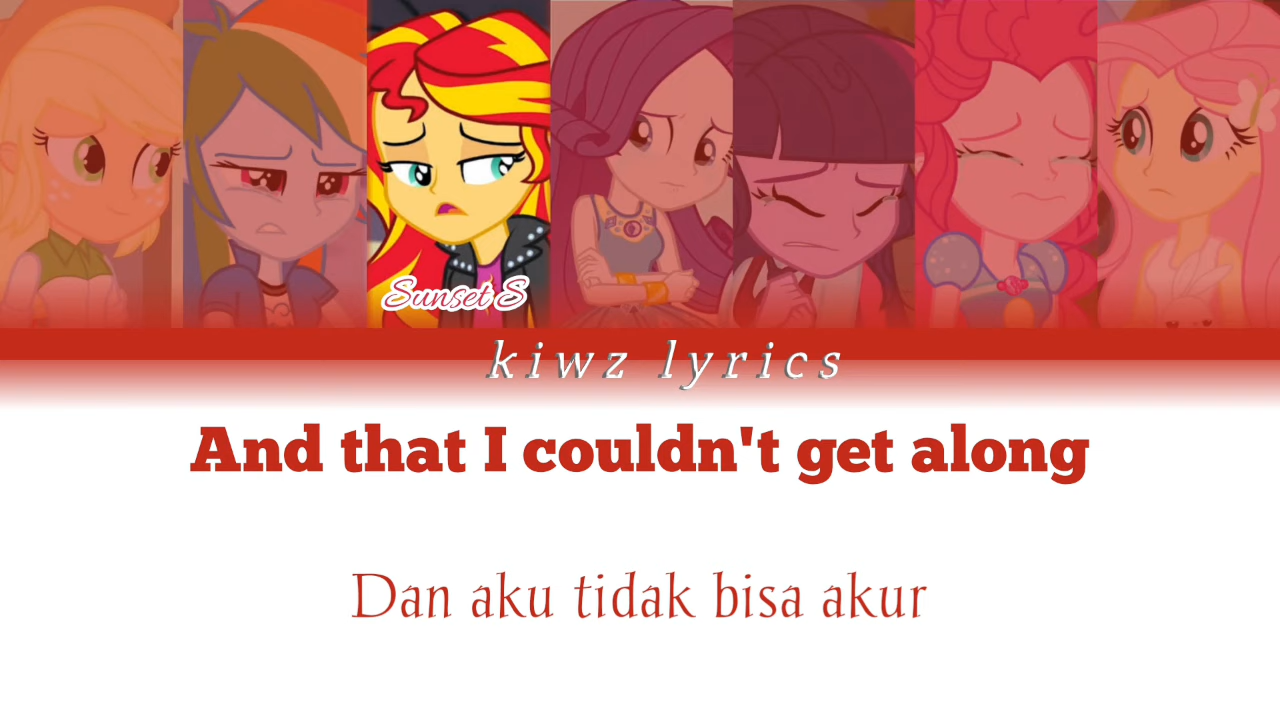 Sunset S
kiwz lyrics
And that I couldn't get along
Dan aku tidak bisa akur